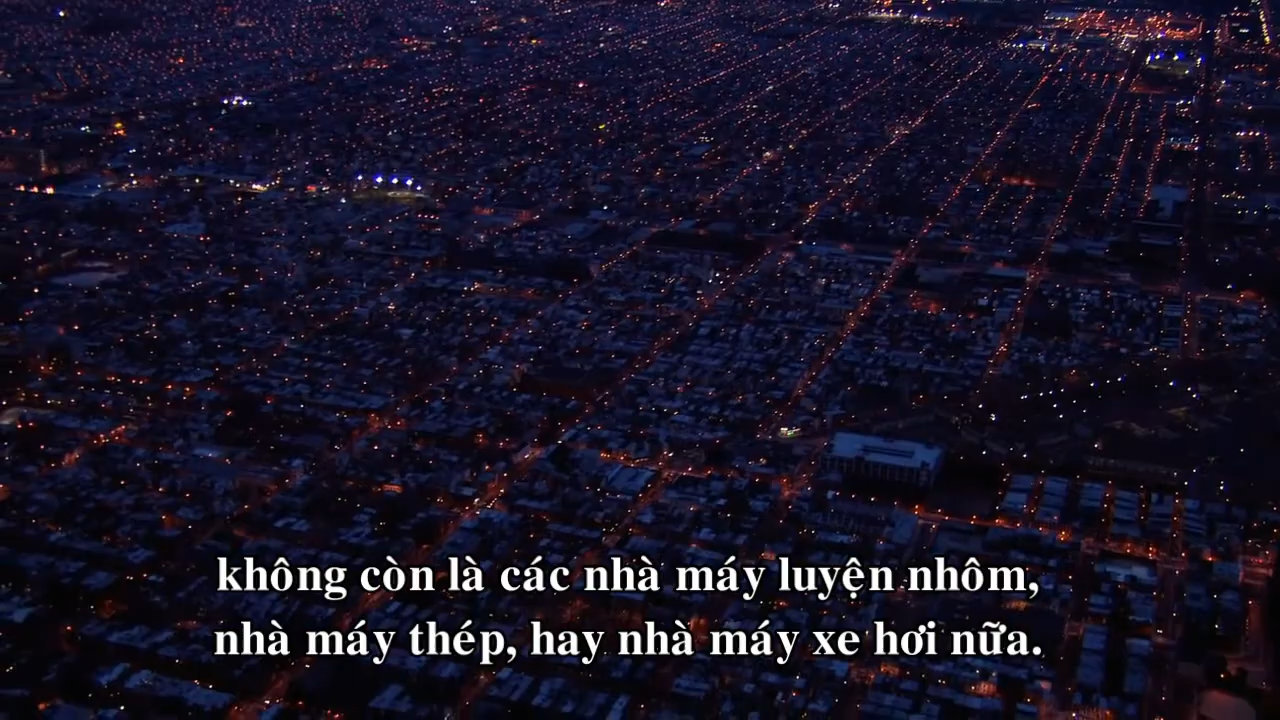 không còn là các nhà máy luyện nhôm,
nhà máy thép, hay nhà máy xe hơi nữa.